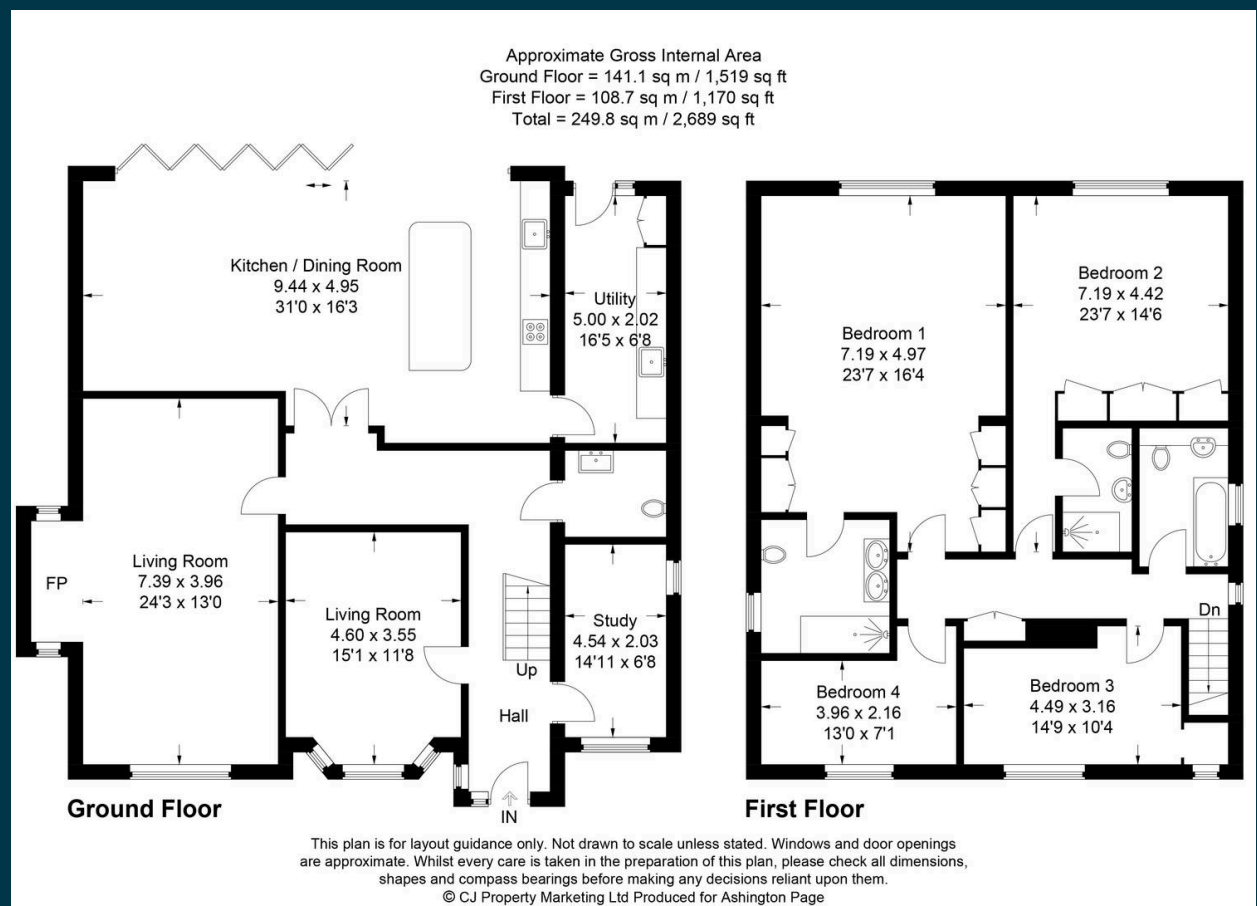 Approximate Gross Internal Area
Ground Floor = 141.1 sq m / 1,519 sq ft
First Floor = 108.7 sq m / 1,170 sq ft
Total = 249.8 sq m / 2,689 sq ft
Kitchen / Dining Room
9.44 x 4.95
31'0 x 16'3
Utility
5.00 x 2.02
16'5 x 6'8
FP
Living Room
7.39 x 3.96
24'3 x 13'0
Living Room
4.60 x 3.55
15'1 x 11'8
Up
Hall
Study
4.54 x 2.03
14'11 x 6'8
IN
Ground Floor
Bedroom 1
7.19 x 4.97
23'7 x 16'4
Bedroom 2
7.19 x 4.42
23'7 x 14'6
Dn
Bedroom 4
3.96 x 2.16
13'0 x 7'1
Bedroom 3
4.49 x 3.16
14'9 x 10'4
First Floor
This plan is for layout guidance only. Not drawn to scale unless stated. Windows and door openings
are approximate. Whilst every care is taken in the preparation of this plan, please check all dimensions,
shapes and compass bearings before making any decisions reliant upon them.
© CJ Property Marketing Ltd Produced for Ashington Page